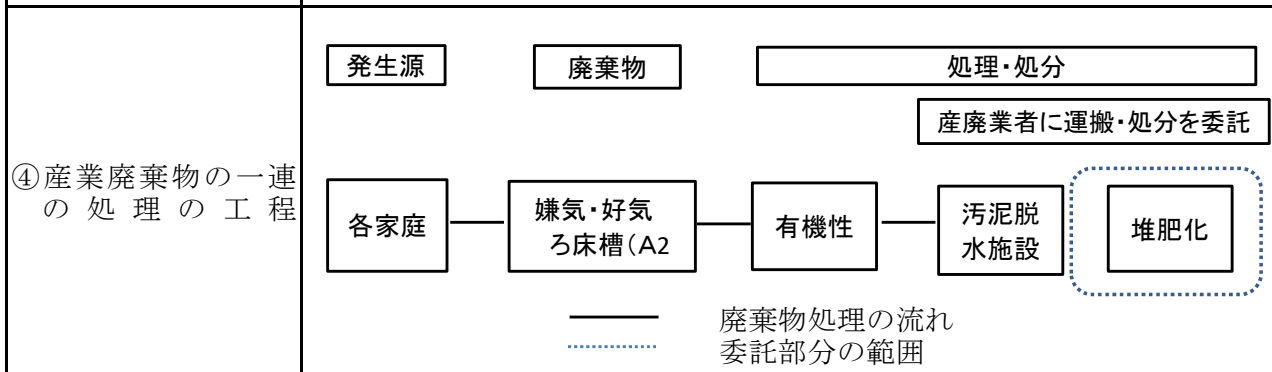 ④産業廃棄物の一連
の処理の工程
発生源
廃棄物
処理・処分
産廃業者に運搬・処分を委託
各家庭
嫌気・好気
ろ床槽(A2
有機性
汚泥脱
水施設
堆肥化
廃棄物処理の流れ
委託部分の範囲